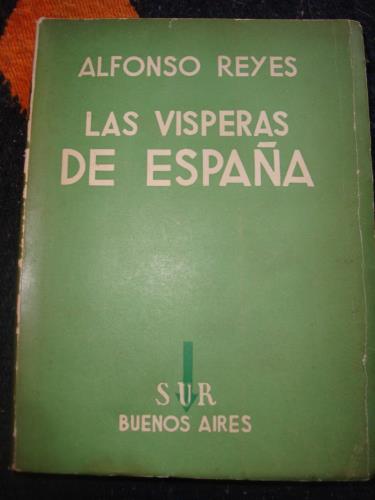 ALFONSO REYES
LAS VISPERAS
DE ESPAÑA
SUR
BUENOS AIRES